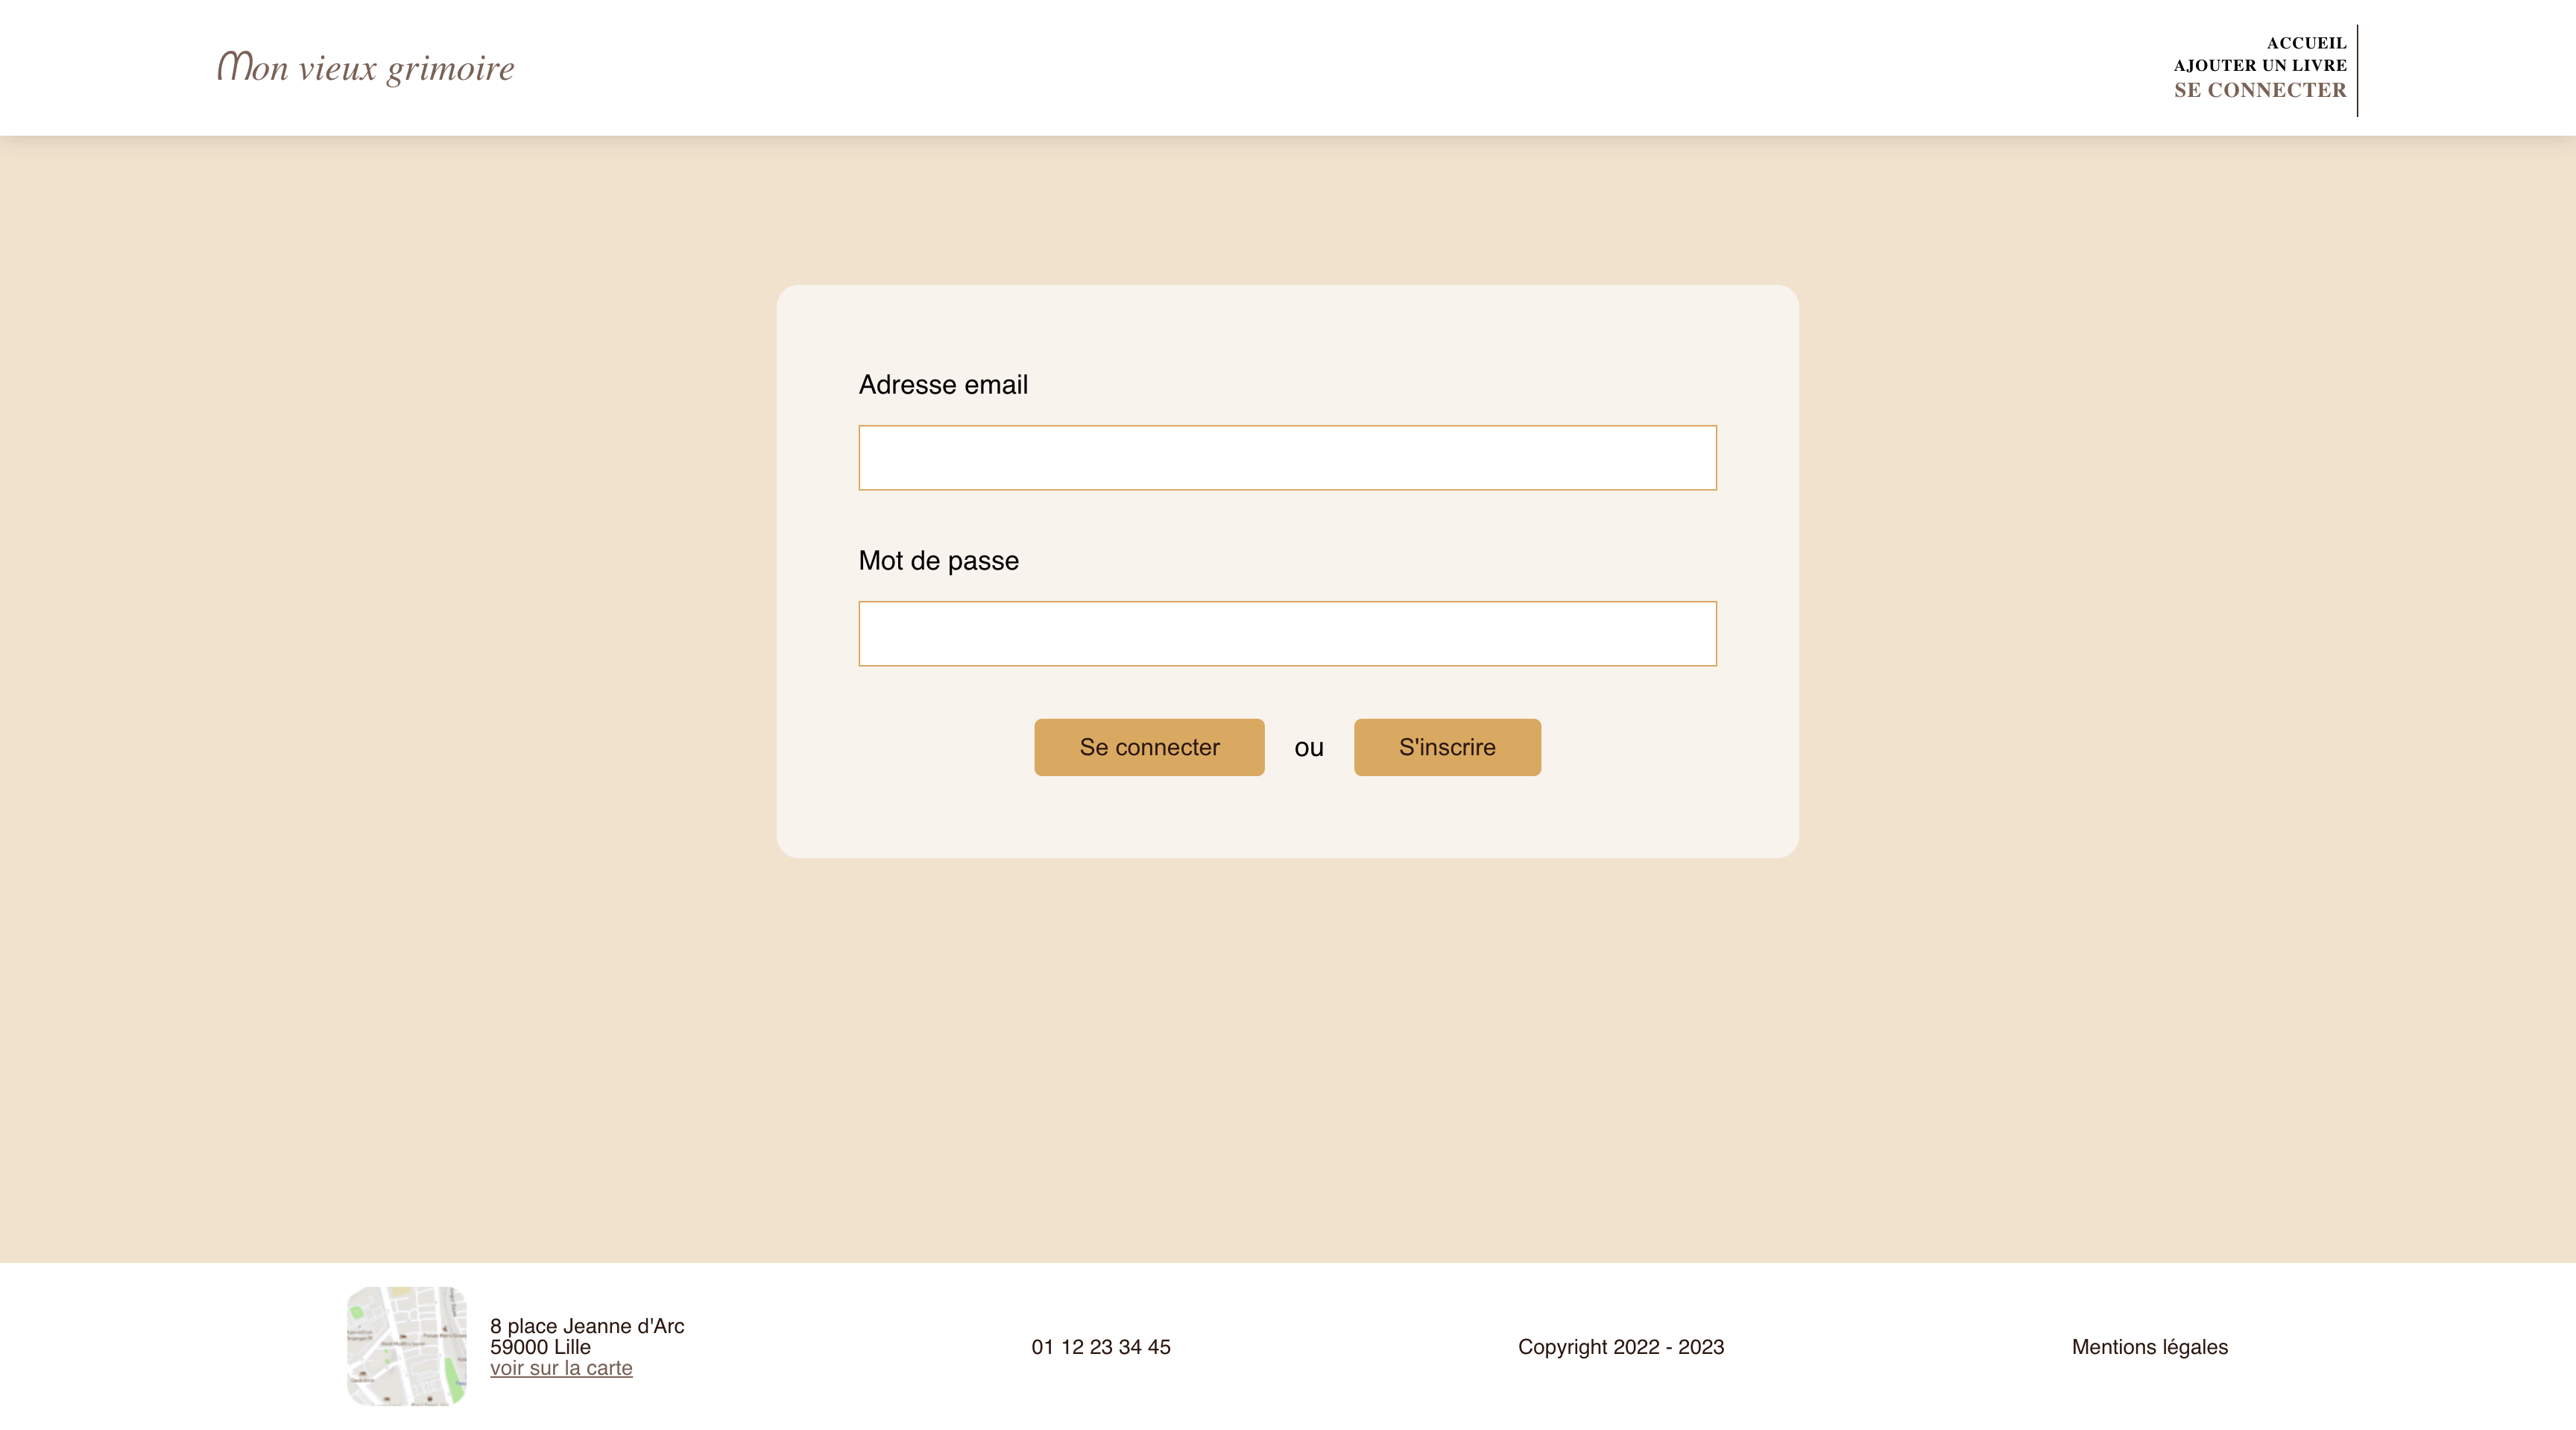 Mon vieux grimoire
ACCUEIL
AJOUTER UN LIVRE
SE CONNECTER
Adresse email
Mot de passe
Se connecter ou S'inscrire
8 place Jeanne d'Arc
59000 Lille
voir sur la carte
01 12 23 34 45
Copyright 2022 - 2023
Mentions légales